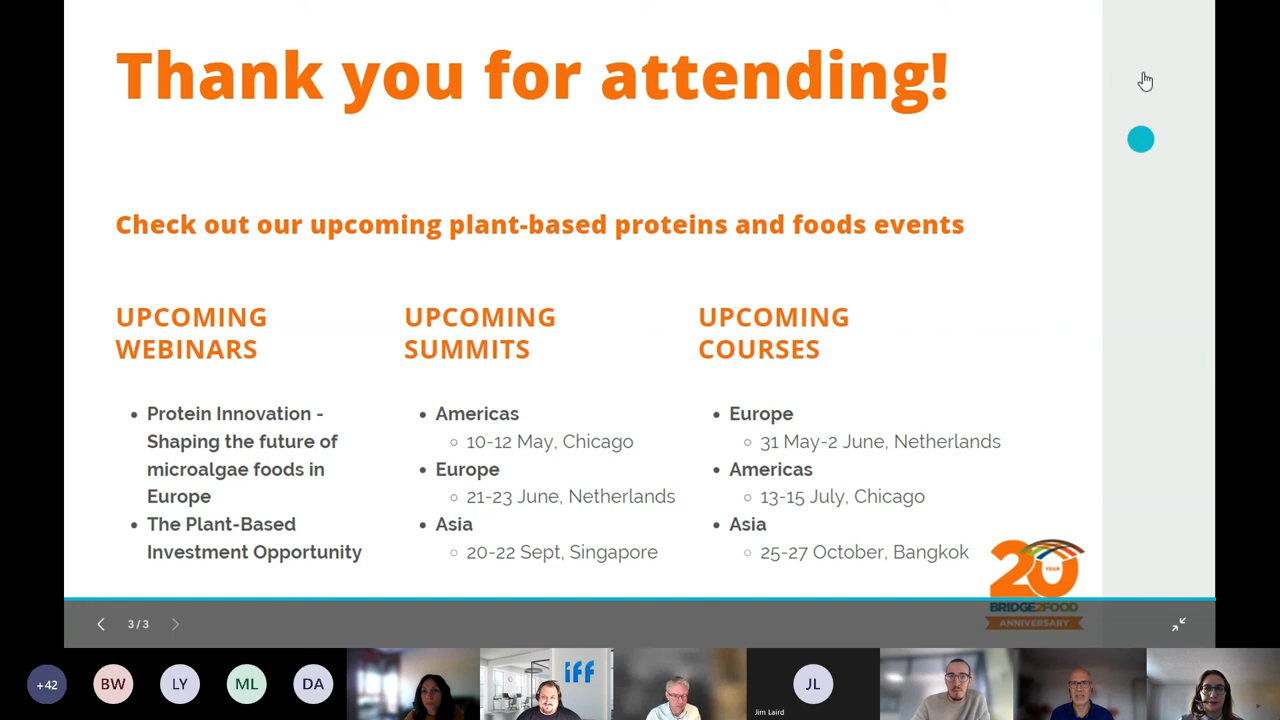 Thank you for attending!
Check out our upcoming plant-based proteins and foods events
UPCOMING
WEBINARS
• Protein Innovation -
Shaping the future of
microalgae foods in
Europe
• The Plant-Based
Investment Opportunity
UPCOMING
SUMMITS
• Americas
○ 10-12 May, Chicago
• Europe
○ 21-23 June, Netherlands
• Asia
○ 20-22 Sept, Singapore
UPCOMING
COURSES
• Europe
○ 31 May-2 June, Netherlands
• Americas
○ 13-15 July, Chicago
• Asia
○ 25-27 October, Bangkok
20
YEAR
BRIDGE2FOOD
ANNIVERSARY
3/3
+42
BW
LY
ML
DA
iff
JL
Jim Laird